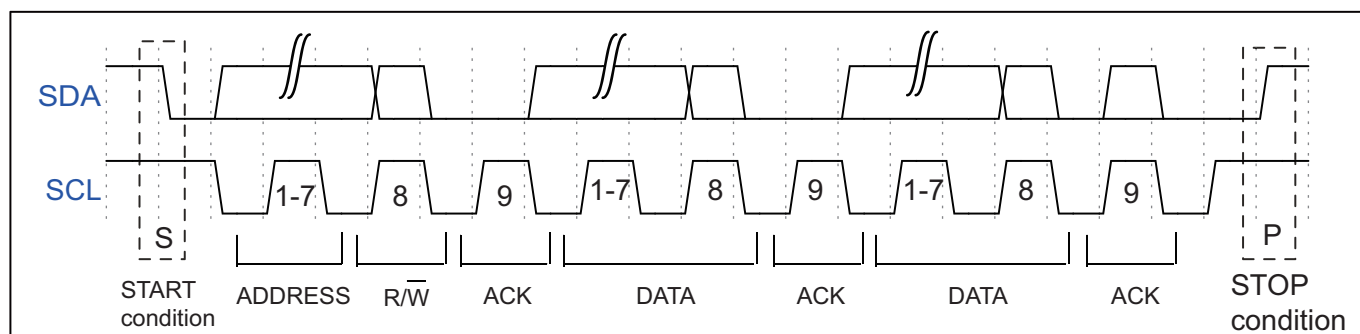 SDA
SCL
1-7 8 9 1-7 8 9 1-7 8 9
S P
START
condition
ADDRESS R/W̅ ACK DATA ACK DATA ACK
STOP
condition